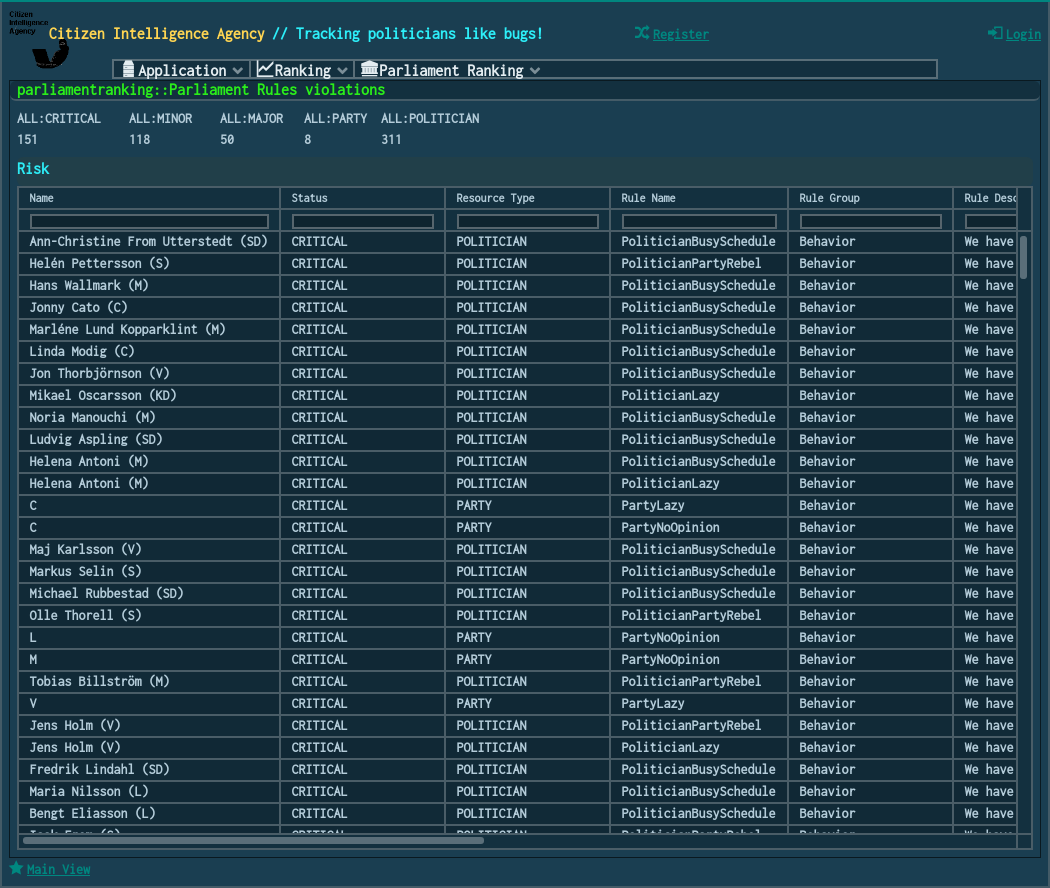 Citizen
Intelligence
Agency
Citizen Intelligence Agency // Tracking politicians like bugs!
Register
Login
Application Ranking Parliament Ranking
parliamentranking::Parliament Rules violations
ALL:CRITICAL ALL:MINOR ALL:MAJOR ALL:PARTY ALL:POLITICIAN
151 118 50 8 311
Risk
Name Status Resource Type Rule Name Rule Group Rule Desc
Ann-Christine From Utterstedt (SD) CRITICAL POLITICIAN PoliticianBusySchedule Behavior We have
Helén Pettersson (S) CRITICAL POLITICIAN PoliticianPartyRebel Behavior We have
Hans Wallmark (M) CRITICAL POLITICIAN PoliticianBusySchedule Behavior We have
Jonny Cato (C) CRITICAL POLITICIAN PoliticianBusySchedule Behavior We have
Marléne Lund Kopparklint (M) CRITICAL POLITICIAN PoliticianBusySchedule Behavior We have
Linda Modig (C) CRITICAL POLITICIAN PoliticianBusySchedule Behavior We have
Jon Thorbjörnson (V) CRITICAL POLITICIAN PoliticianBusySchedule Behavior We have
Mikael Oscarsson (KD) CRITICAL POLITICIAN PoliticianLazy Behavior We have
Noria Manouchi (M) CRITICAL POLITICIAN PoliticianBusySchedule Behavior We have
Ludvig Aspling (SD) CRITICAL POLITICIAN PoliticianBusySchedule Behavior We have
Helena Antoni (M) CRITICAL POLITICIAN PoliticianBusySchedule Behavior We have
Helena Antoni (M) CRITICAL POLITICIAN PoliticianLazy Behavior We have
C CRITICAL PARTY PartyLazy Behavior We have
C CRITICAL PARTY PartyNoOpinion Behavior We have
Maj Karlsson (V) CRITICAL POLITICIAN PoliticianBusySchedule Behavior We have
Markus Selin (S) CRITICAL POLITICIAN PoliticianBusySchedule Behavior We have
Michael Rubbestad (SD) CRITICAL POLITICIAN PoliticianBusySchedule Behavior We have
Olle Thorell (S) CRITICAL POLITICIAN PoliticianPartyRebel Behavior We have
L CRITICAL PARTY PartyNoOpinion Behavior We have
M CRITICAL PARTY PartyNoOpinion Behavior We have
Tobias Billström (M) CRITICAL POLITICIAN PoliticianPartyRebel Behavior We have
V CRITICAL PARTY PartyLazy Behavior We have
Jens Holm (V) CRITICAL POLITICIAN PoliticianPartyRebel Behavior We have
Jens Holm (V) CRITICAL POLITICIAN PoliticianLazy Behavior We have
Fredrik Lindahl (SD) CRITICAL POLITICIAN PoliticianBusySchedule Behavior We have
Maria Nilsson (L) CRITICAL POLITICIAN PoliticianBusySchedule Behavior We have
Bengt Eliasson (L) CRITICAL POLITICIAN PoliticianBusySchedule Behavior We have
CRITICAL POLITICIAN PoliticianPartyRebel Behavior We have
Main View